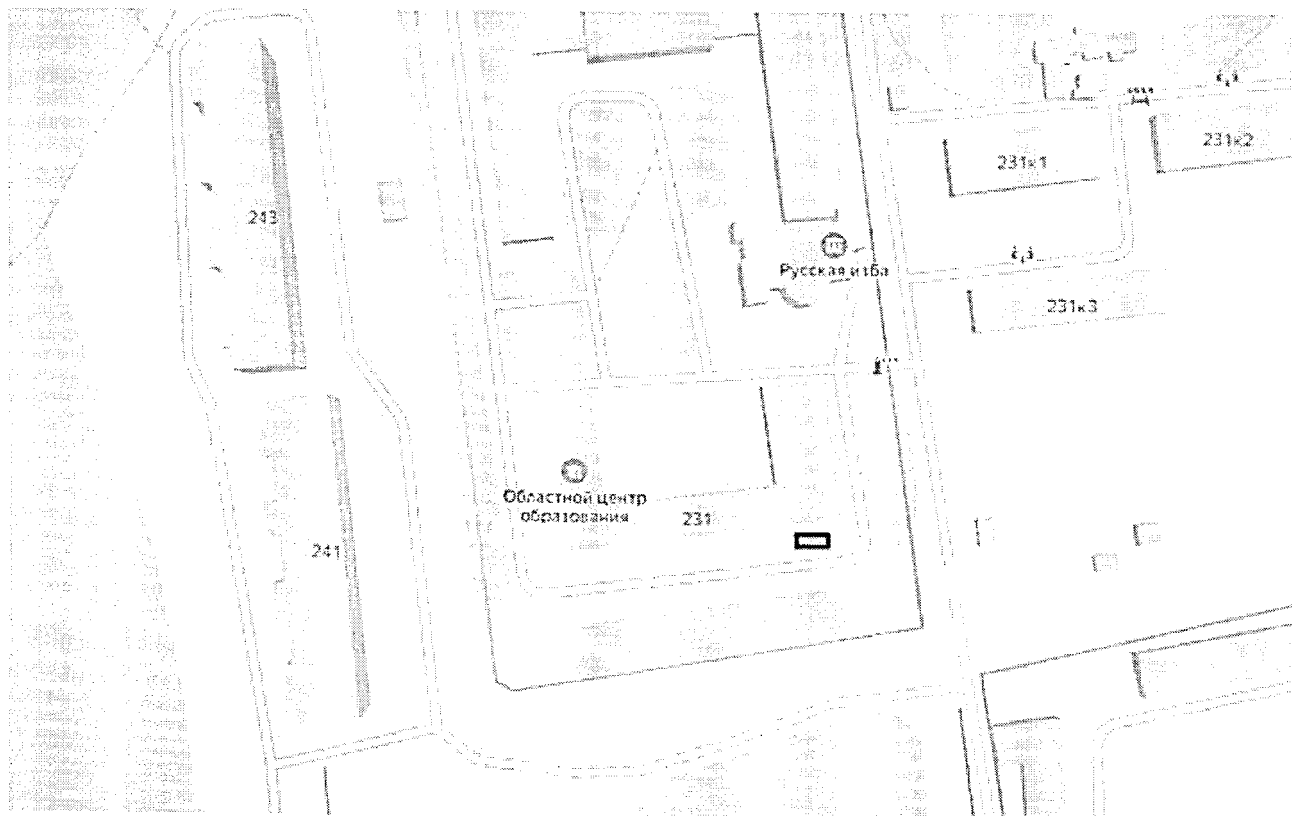 231к2
231к1
243
Русская изба
231к3
Областной центр
образования
231
241